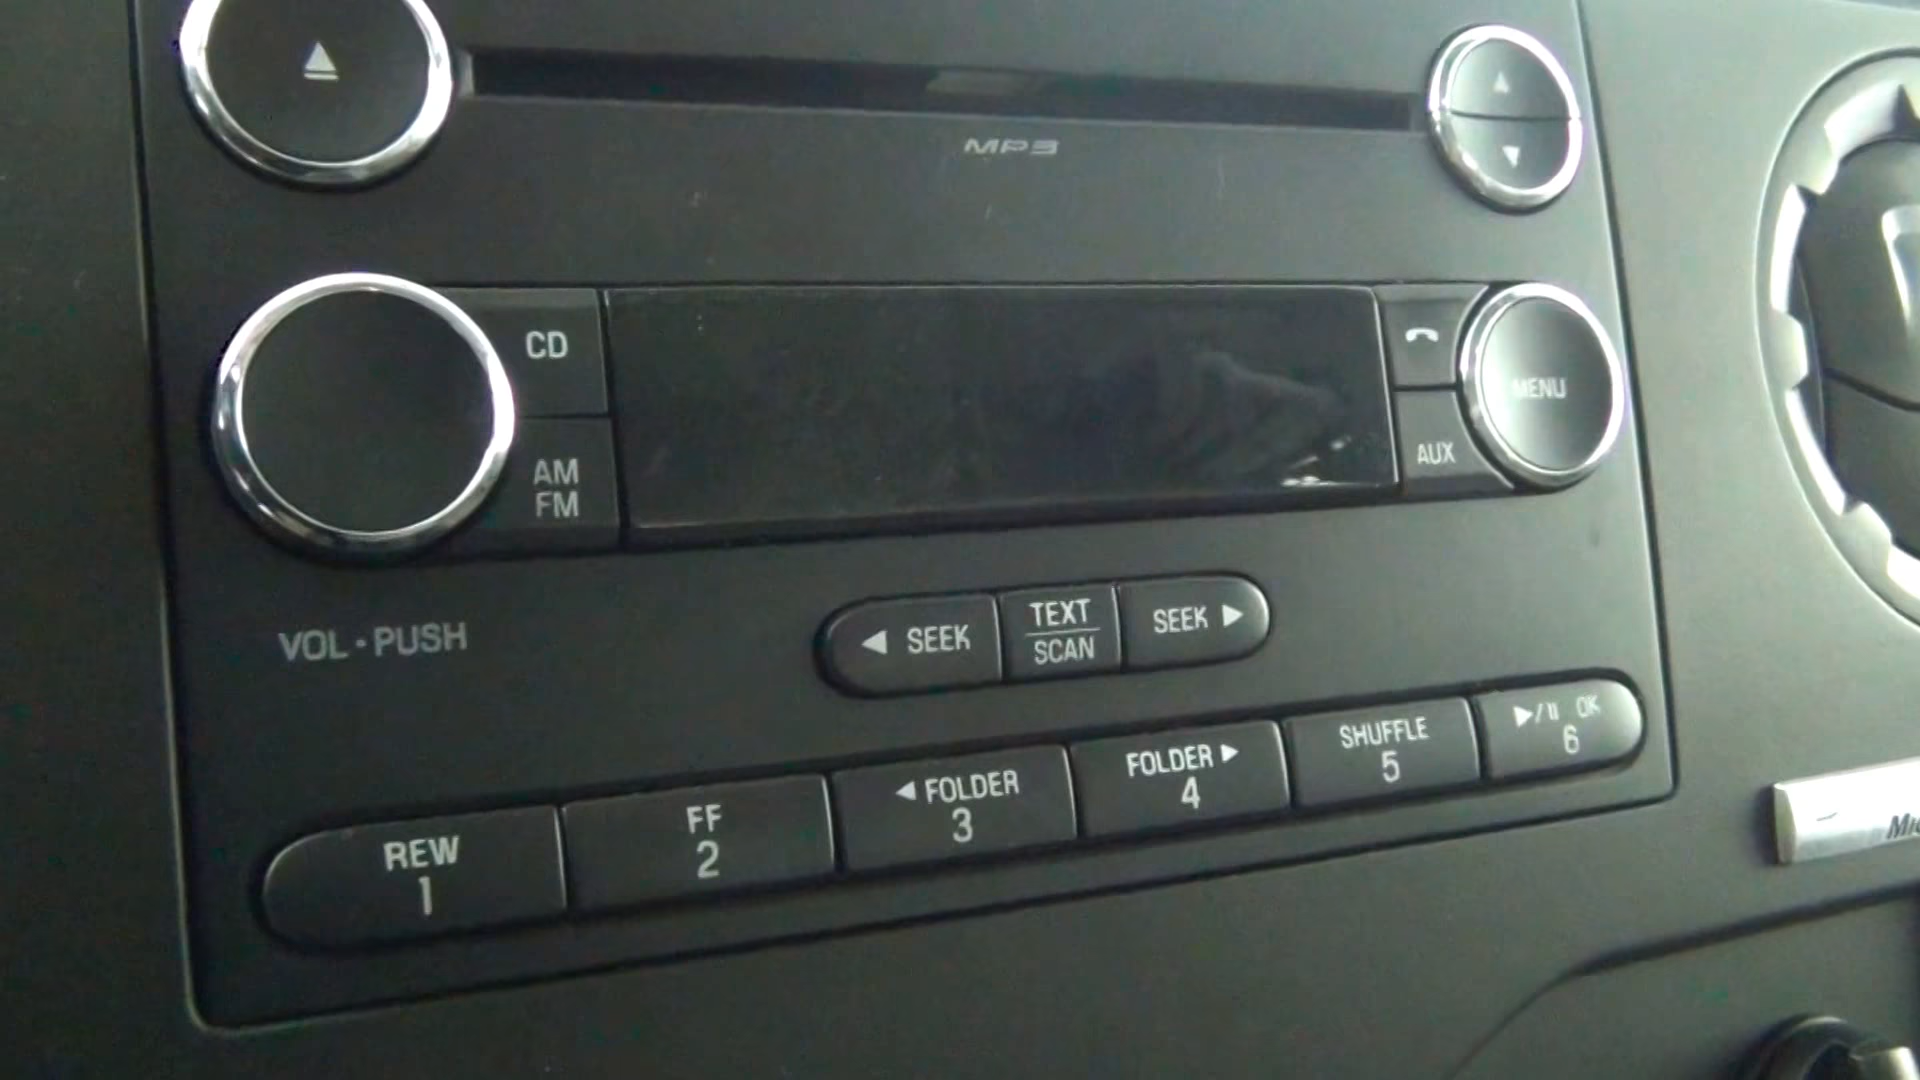 MP3
CD
MENU
AM
FM
AUX
VOL · PUSH
◀ SEEK
TEXT
SCAN
SEEK ▶
REW
1
FF
2
◀ FOLDER
3
FOLDER ▶
4
SHUFFLE
5
▶/II OK
6